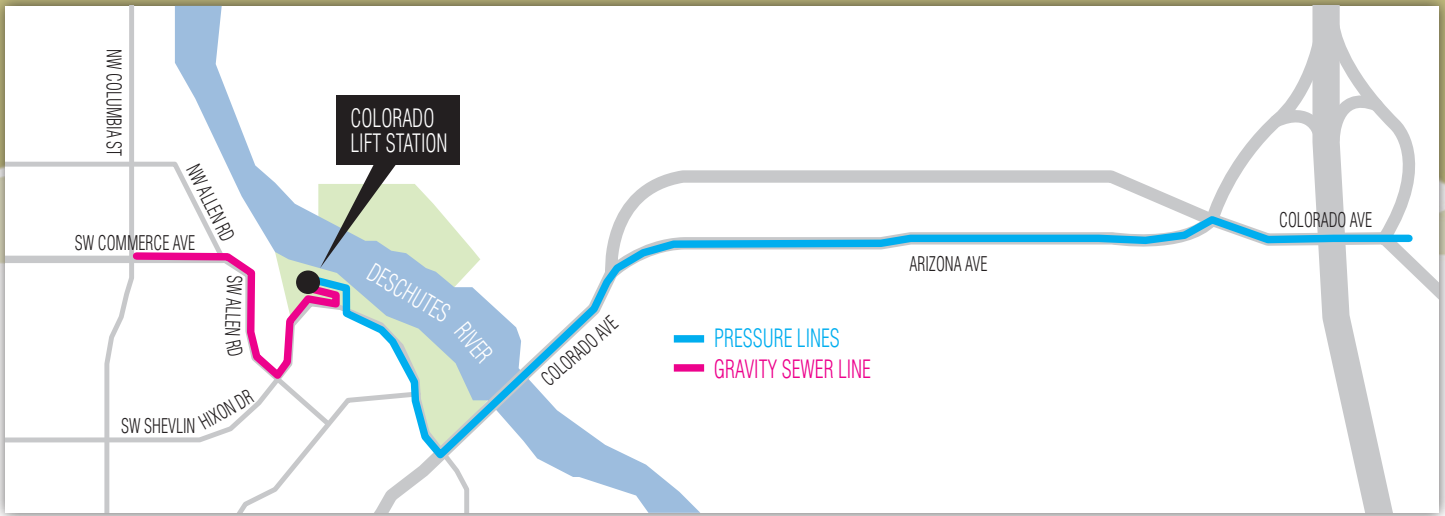 NW COLUMBIA ST
COLORADO
LIFT STATION
NW ALLEN RD
SW COMMERCE AVE
COLORADO AVE
DESCHUTES RIVER
ARIZONA AVE
SW ALLEN RD
COLORADO AVE
PRESSURE LINES
GRAVITY SEWER LINE
SW SHEVLIN HIXON DR